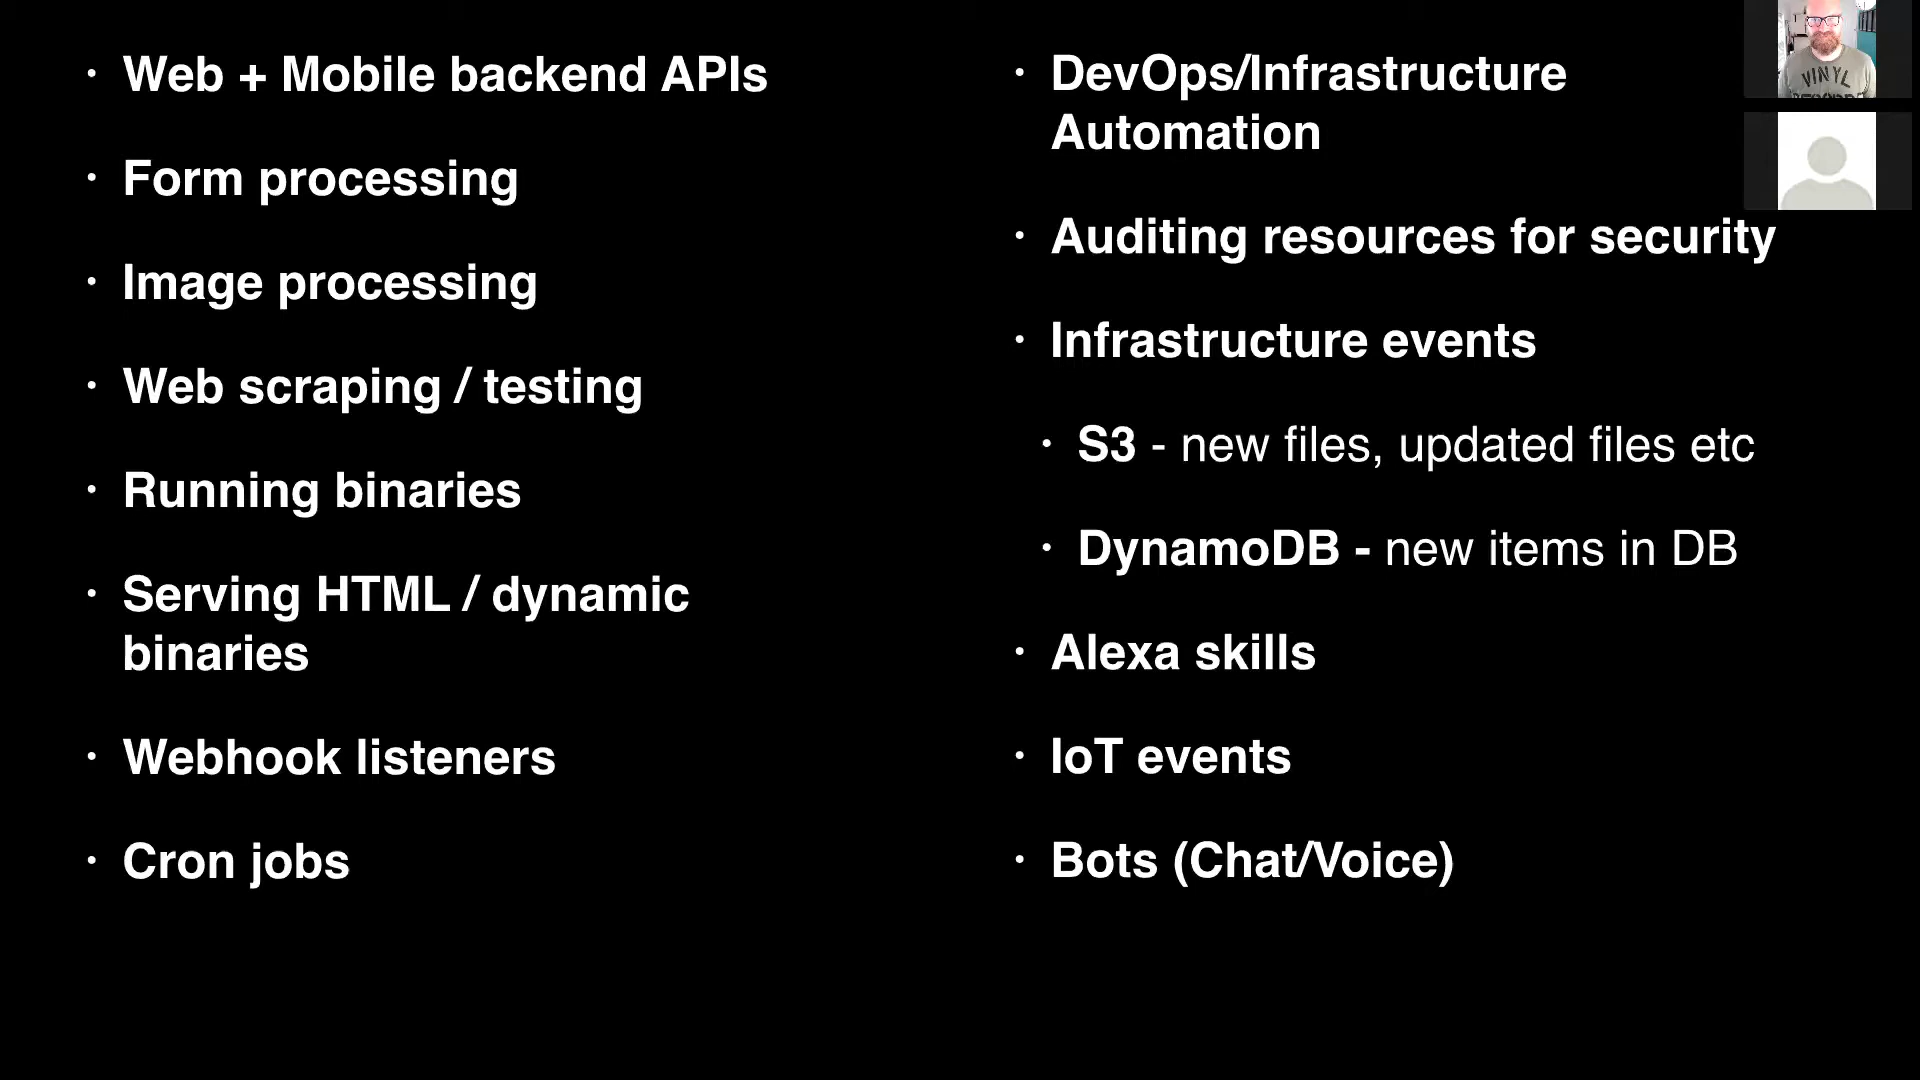 • Web + Mobile backend APIs
• Form processing
• Image processing
• Web scraping / testing
• Running binaries
• Serving HTML / dynamic
binaries
• Webhook listeners
• Cron jobs
• DevOps/Infrastructure
Automation
• Auditing resources for security
• Infrastructure events
• S3 - new files, updated files etc
• DynamoDB - new items in DB
• Alexa skills
• IoT events
• Bots (Chat/Voice)
VINYL